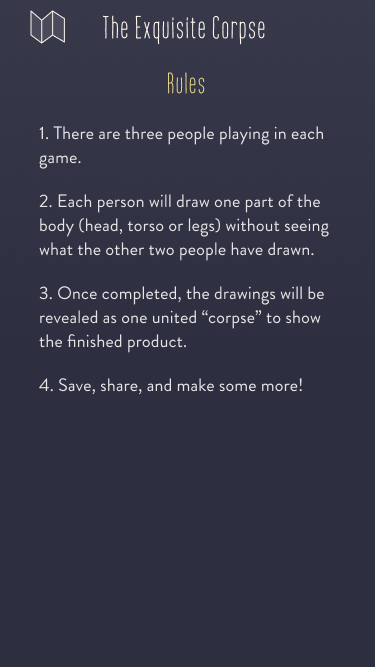 The Exquisite Corpse
Rules
1. There are three people playing in each
game.
2. Each person will draw one part of the
body (head, torso or legs) without seeing
what the other two people have drawn.
3. Once completed, the drawings will be
revealed as one united “corpse” to show
the finished product.
4. Save, share, and make some more!